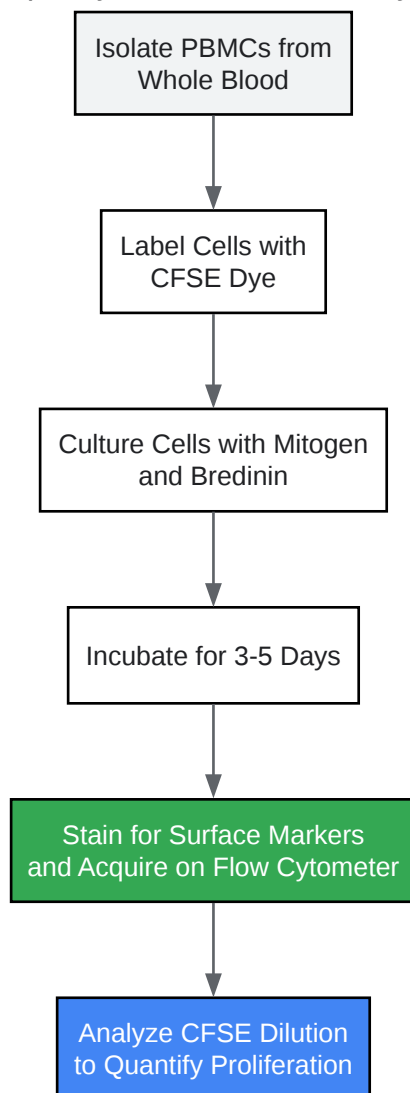 Isolate PBMCs from
Whole Blood
Label Cells with
CFSE Dye
Culture Cells with Mitogen
and Bredinin
Incubate for 3-5 Days
Stain for Surface Markers
and Acquire on Flow Cytometer
Analyze CFSE Dilution
to Quantify Proliferation